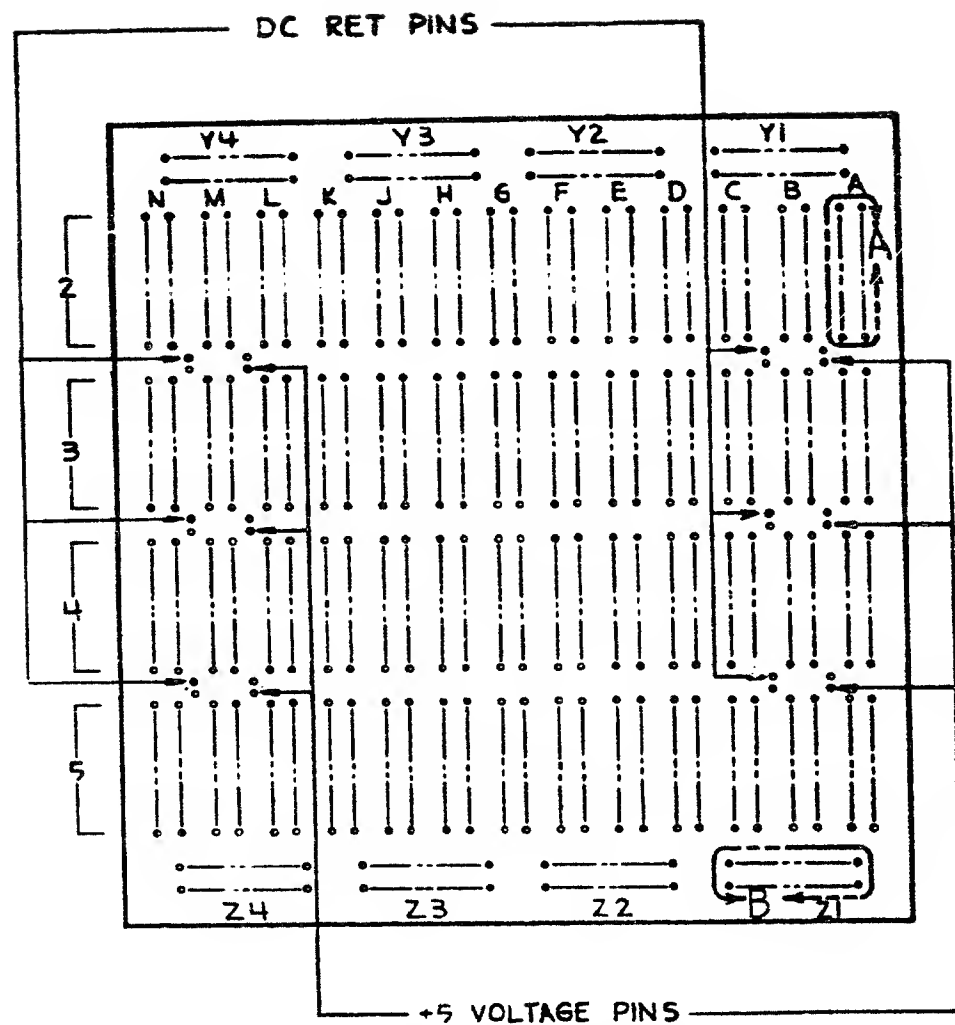 DC RET PINS
Y4 Y3 Y2 Y1
N M L K J H G F E D C B A
A
2
3
4
5
B
Z4 Z3 Z2 Z1
+5 VOLTAGE PINS